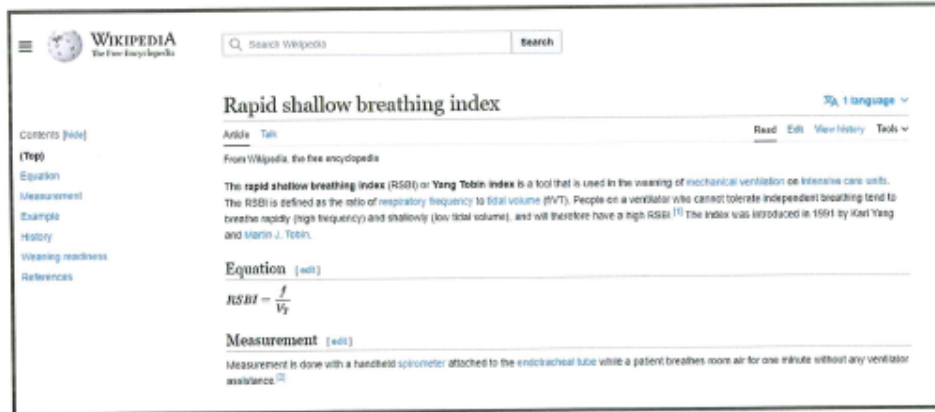 WIKIPEDIA
The Free Encyclopedia
Search Wikipedia
Search
Rapid shallow breathing index
1 language
Contents [hide]
(Top)
Equation
Measurement
Example
History
Weaning readiness
References
Article Talk
Read Edit View history Tools
From Wikipedia, the free encyclopedia
The rapid shallow breathing index (RSBI) or Yang Tobin index is a tool that is used in the weaning of mechanical ventilation on intensive care units.
The RSBI is defined as the ratio of respiratory frequency to tidal volume (f/VT). People on a ventilator who cannot tolerate independent breathing tend to
breathe rapidly (high frequency) and shallowly (low tidal volume), and will therefore have a high RSBI.[1] The index was introduced in 1991 by Karl Yang
and Martin J. Tobin.
Equation [edit]
RSBI = f/V_T
Measurement [edit]
Measurement is done with a handheld spirometer attached to the endotracheal tube while a patient breathes room air for one minute without any ventilator
assistance.[2]